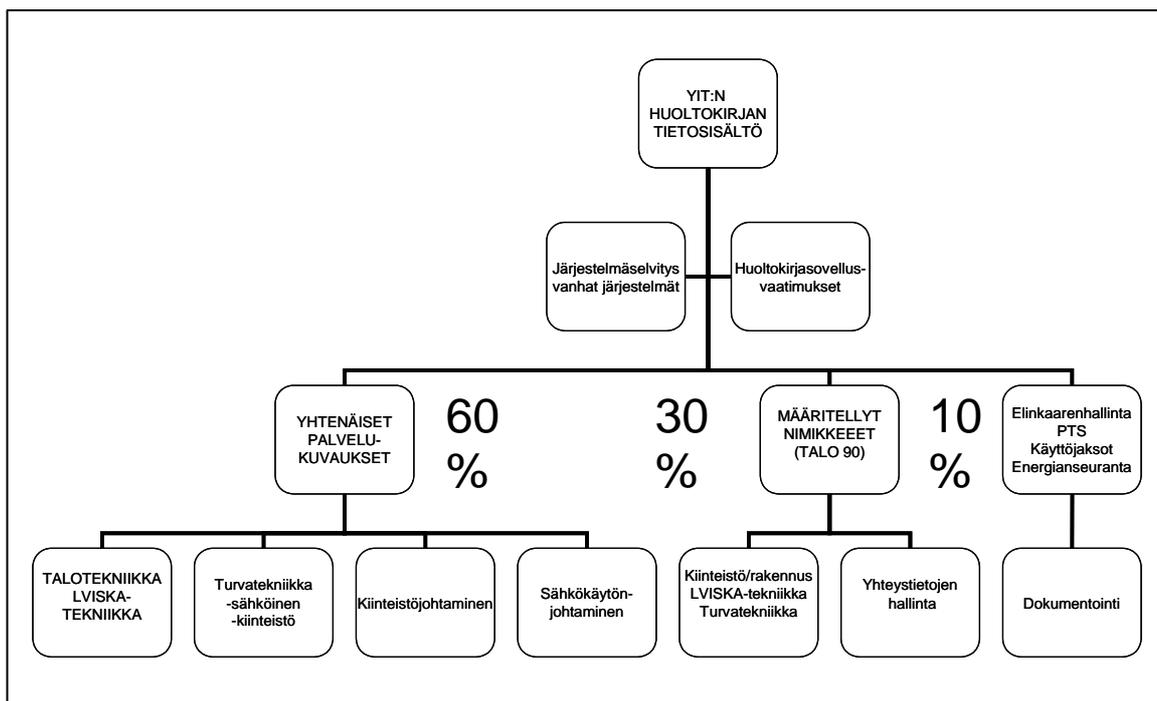 YIT:N
HUOLTOKIRJAN
TIETOSISÄLTÖ
Järjestelmäselvitys
vanhat järjestelmät
Huoltokirjasovellus-
vaatimukset
YHTENÄISET
PALVELU-
KUVAUKSET
60
%
30
%
MÄÄRITELLYT
NIMIKKEEET
(TALO 90)
10
%
Elinkaarenhallinta
PTS
Käyttöjaksot
Energianseuranta
TALOTEKNIIKKA
LVISKA-
TEKNIIKKA
Turvatekniikka
-sähköinen
-kiinteistö
Kiinteistöjohtaminen
Sähkökäytön-
johtaminen
Kiinteistö/rakennus
LVISKA-tekniikka
Turvatekniikka
Yhteystietojen
hallinta
Dokumentointi